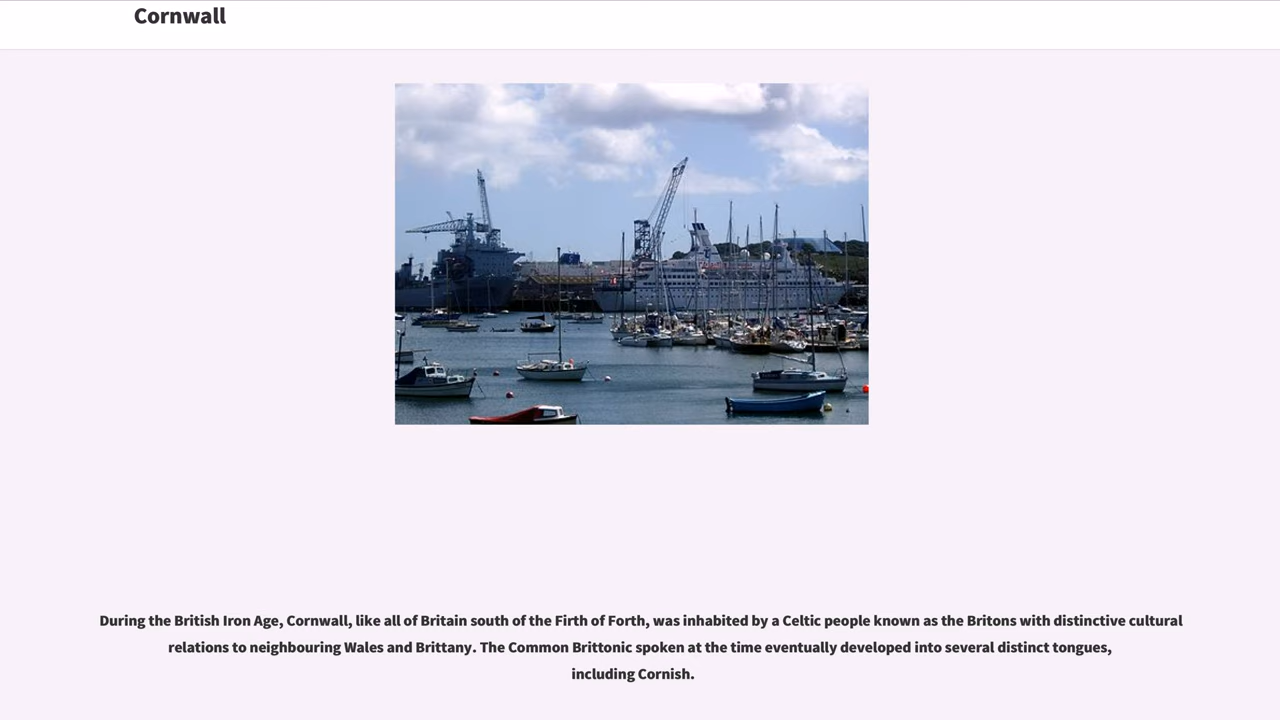 Cornwall
During the British Iron Age, Cornwall, like all of Britain south of the Firth of Forth, was inhabited by a Celtic people known as the Britons with distinctive cultural
relations to neighbouring Wales and Brittany. The Common Brittonic spoken at the time eventually developed into several distinct tongues,
including Cornish.